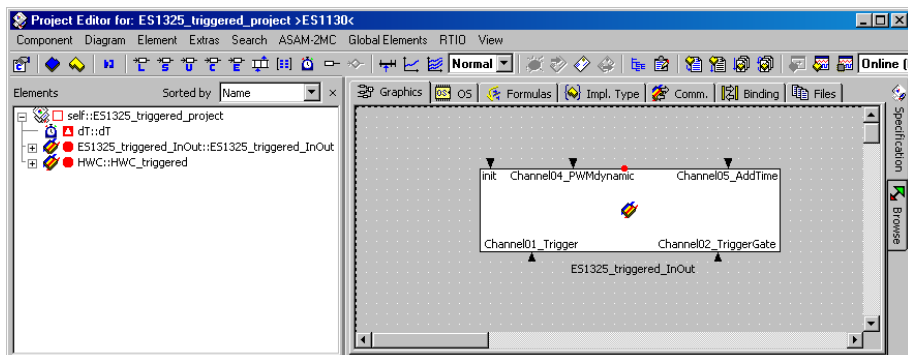 Project Editor for: ES1325_triggered_project >ES1130<
Component Diagram Element Extras Search ASAM-2MC Global Elements RTIO View
Normal Online (
Elements Sorted by Name ×
Graphics OS Formulas Impl. Type Comm. Binding Files
self::ES1325_triggered_project
dT::dT
ES1325_triggered_InOut::ES1325_triggered_InOut
HWC::HWC_triggered
init Channel04_PWMdynamic Channel05_AddTime
Channel01_Trigger Channel02_TriggerGate
ES1325_triggered_InOut
Specification
Browse